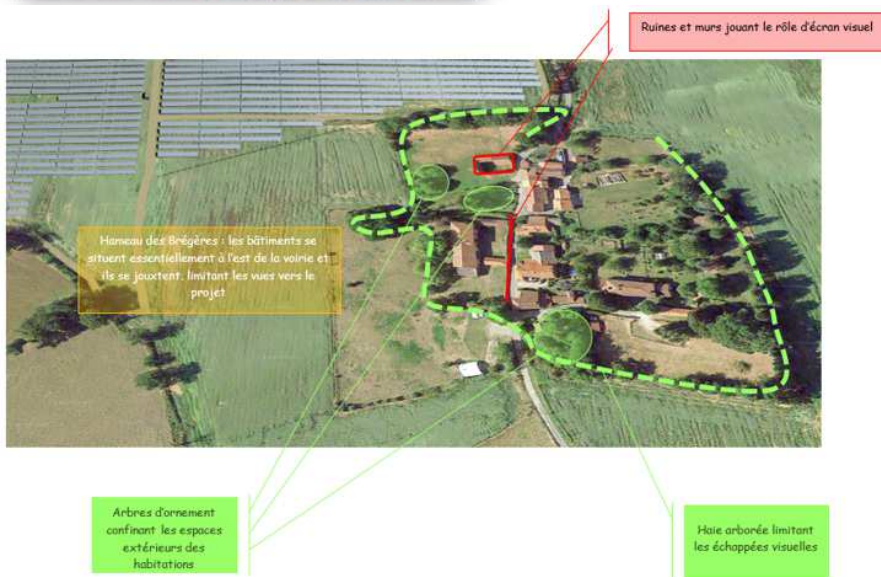 Ruines et murs jouant le rôle d'écran visuel
Hameau des Brégères : les bâtiments se
situent essentiellement à l'est de la voirie et
ils se jouxtent, limitant les vues vers le
projet
Arbres d'ornement
confinant les espaces
extérieurs des
habitations
Haie arborée limitant
les échappées visuelles